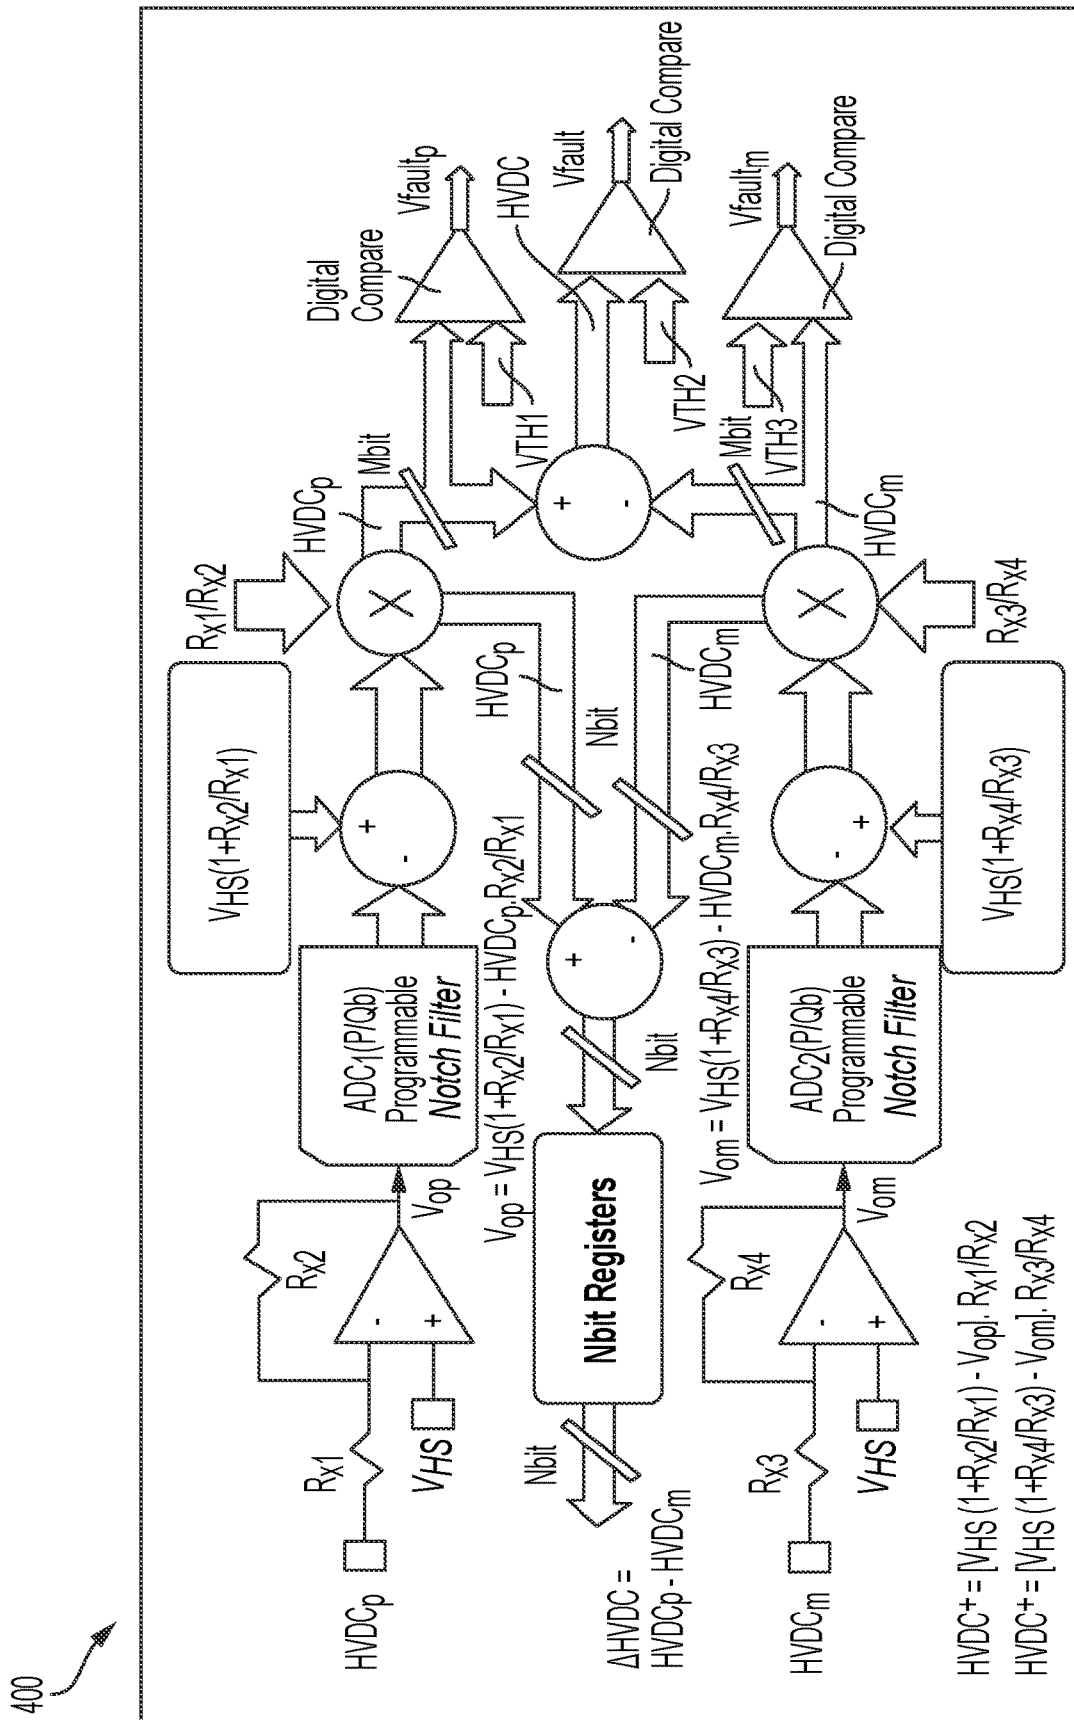 400
HVDCp
Rx1
VHS
Rx2
-
+
Vop
ADC1(P/Qb)
Programmable
Notch Filter
VHS(1+Rx2/Rx1)
+
-
Rx1/Rx2
X
HVDCp
Mbit
Digital
Compare
Vfaultp
VTH1
HVDC
Vfault
Digital Compare
VTH2
+
-
HVDCp
Nbit
Vop = VHS(1+Rx2/Rx1) - HVDCp.Rx2/Rx1
ΔHVDC =
HVDCp - HVDCm
Nbit
Nbit Registers
Nbit
+
-
HVDCm
Vom = VHS(1+Rx4/Rx3) - HVDCm.Rx4/Rx3
Mbit
VTH3
Vfaultm
Digital Compare
HVDCm
HVDCm
Rx3
VHS
Rx4
-
+
Vom
ADC2(P/Qb)
Programmable
Notch Filter
-
+
VHS(1+Rx4/Rx3)
X
Rx3/Rx4
HVDC+ = [VHS (1+Rx2/Rx1) - Vop]. Rx1/Rx2
HVDC+ = [VHS (1+Rx4/Rx3) - Vom]. Rx3/Rx4